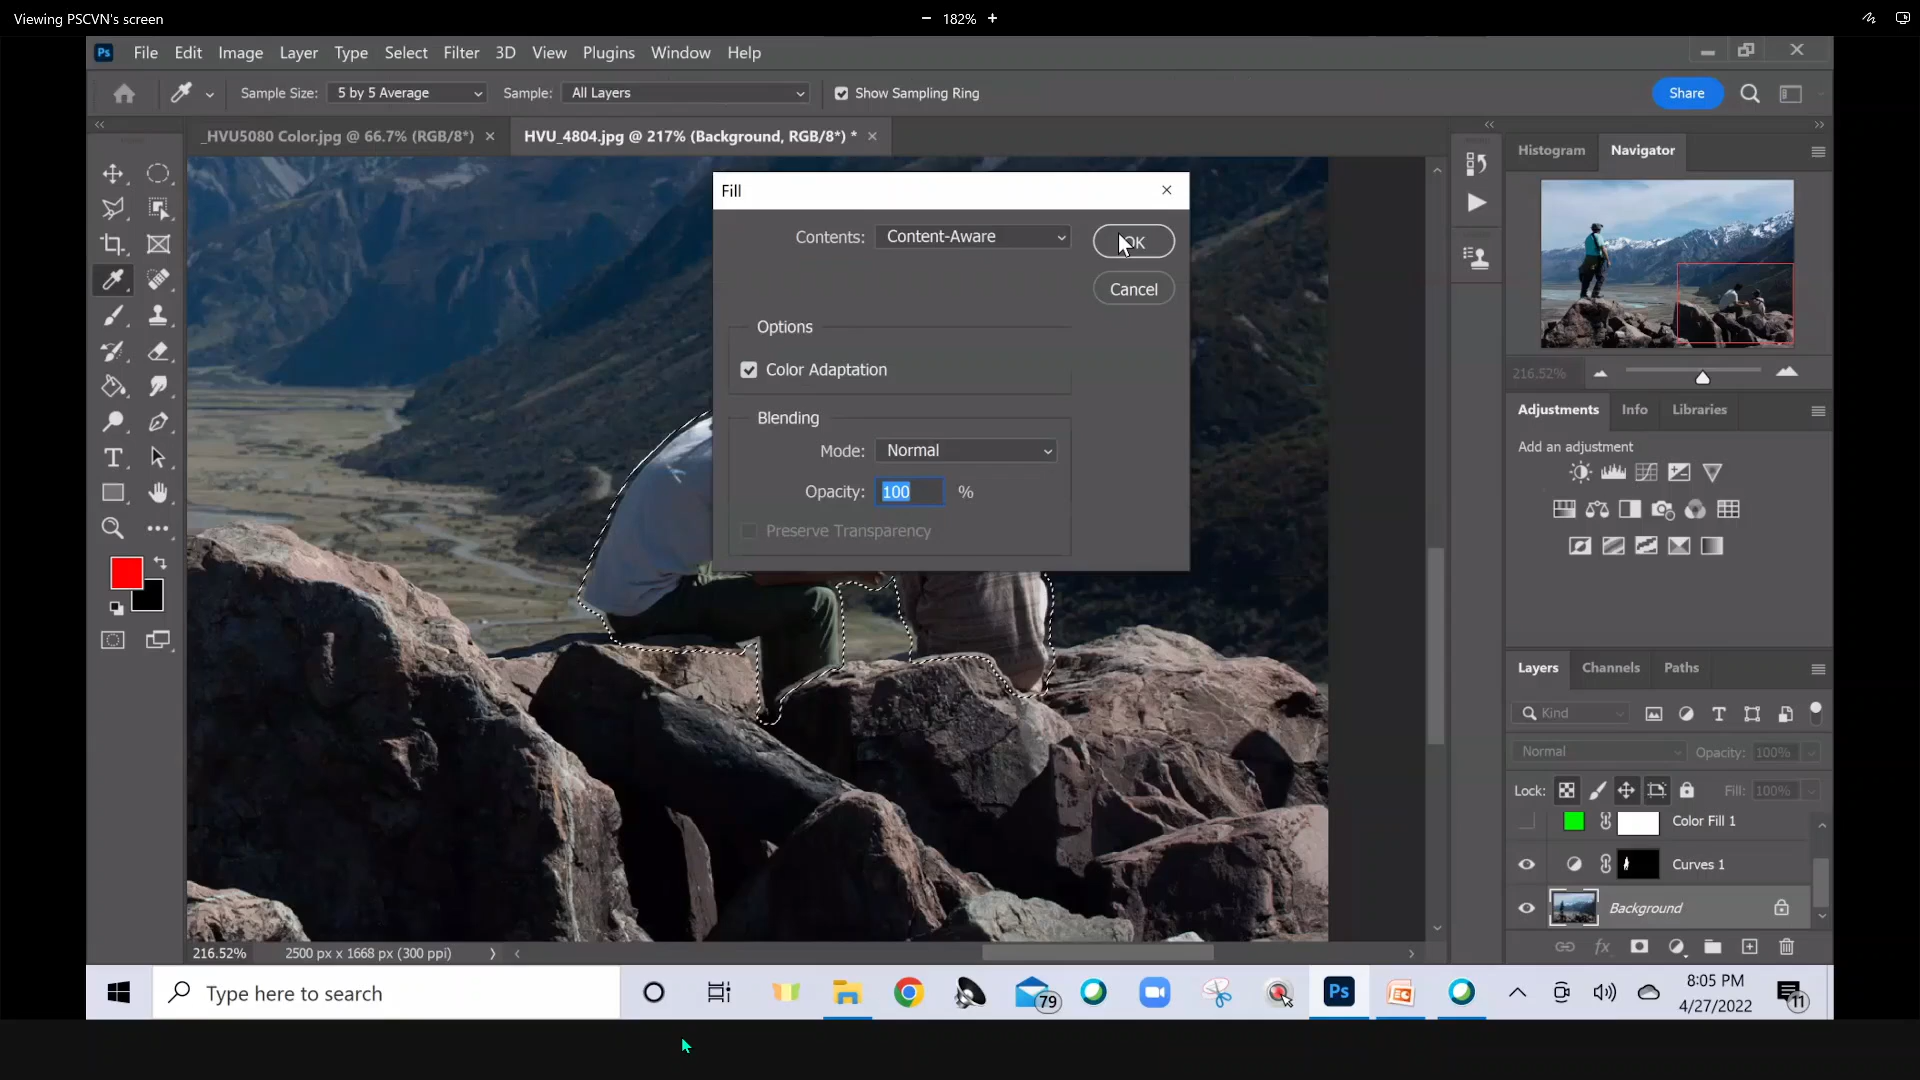 Viewing PSCVN's screen
− 182% +
Ps File Edit Image Layer Type Select Filter 3D View Plugins Window Help
Sample Size: 5 by 5 Average Sample: All Layers Show Sampling Ring Share
_HVU5080 Color.jpg @ 66.7% (RGB/8*) × HVU_4804.jpg @ 217% (Background, RGB/8*) * ×
Histogram Navigator
Fill
Contents: Content-Aware OK
Cancel
Options
Color Adaptation
Blending
Mode: Normal
Opacity: 100 %
Preserve Transparency
216.52%
Adjustments Info Libraries
Add an adjustment
Layers Channels Paths
Kind
Normal Opacity: 100%
Lock: Fill: 100%
Color Fill 1
Curves 1
Background
216.52% 2500 px x 1668 px (300 ppi)
Type here to search
79
Ps
8:05 PM
4/27/2022
11